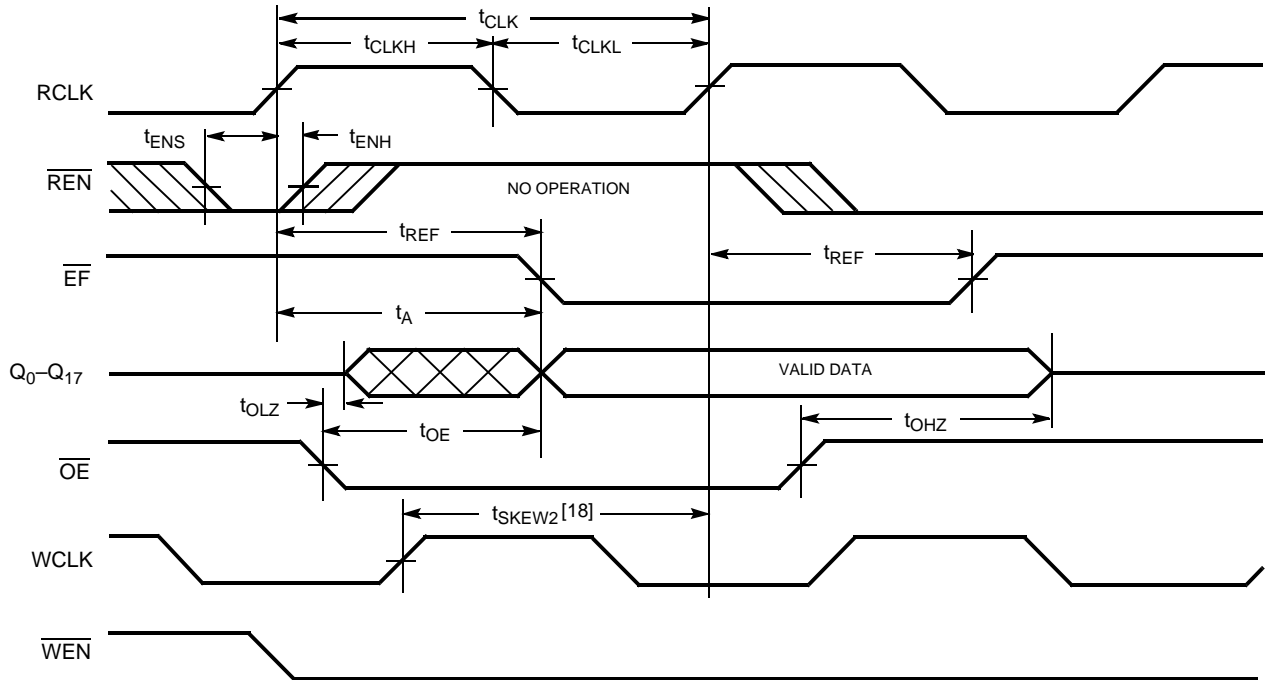 tCLK
tCLKH
tCLKL
RCLK
tENS
tENH
REN
NO OPERATION
tREF
tREF
EF
tA
Q0–Q17
VALID DATA
tOLZ
tOE
tOHZ
OE
tSKEW2 [18]
WCLK
WEN